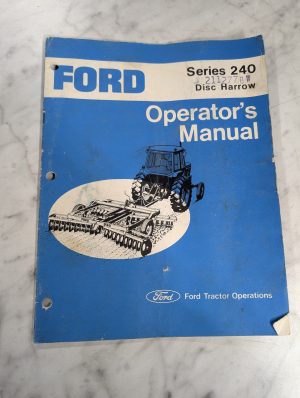 FORD
Series 240
Disc Harrow
Operator's
Manual
Ford
Ford Tractor Operations